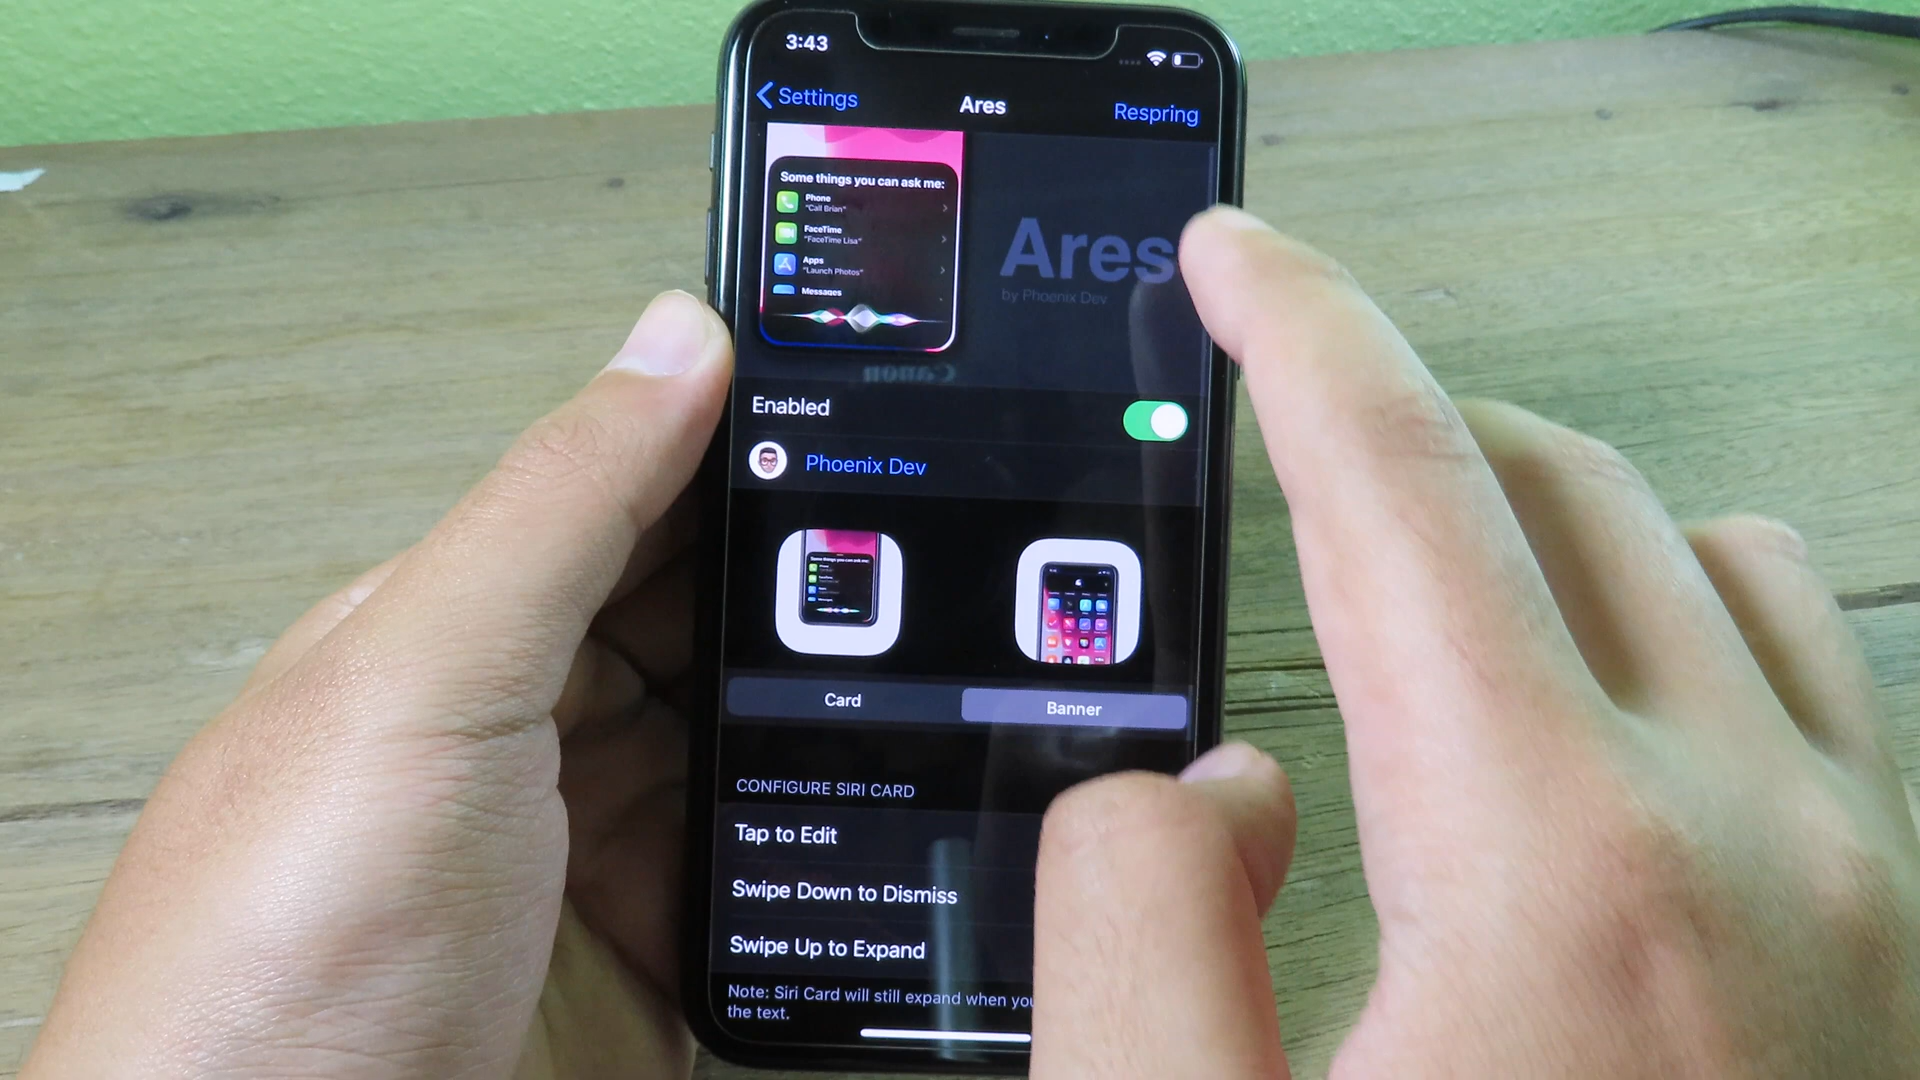 3:43
Settings
Ares
Respring
Some things you can ask me:
Phone
"Call Brian"
FaceTime
"FaceTime Lisa"
Apps
"Launch Photos"
Messages
Ares
by Phoenix Dev
Canon
Enabled
Phoenix Dev
Card
Banner
CONFIGURE SIRI CARD
Tap to Edit
Swipe Down to Dismiss
Swipe Up to Expand
Note: Siri Card will still expand when you
the text.